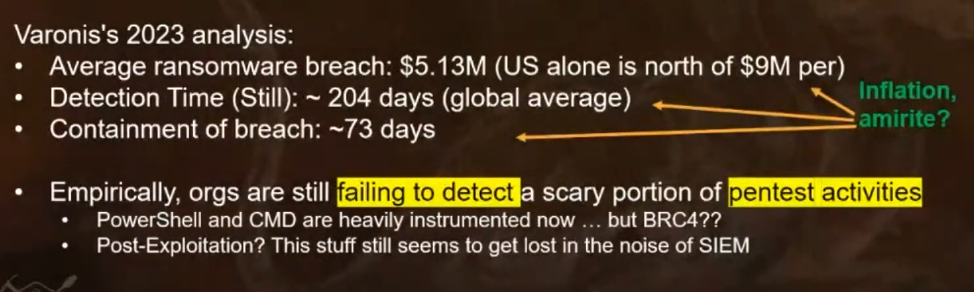 Varonis's 2023 analysis:
• Average ransomware breach: $5.13M (US alone is north of $9M per)
• Detection Time (Still): ~ 204 days (global average)
• Containment of breach: ~73 days
Inflation,
amirite?
• Empirically, orgs are still failing to detect a scary portion of pentest activities
• PowerShell and CMD are heavily instrumented now … but BRC4??
• Post-Exploitation? This stuff still seems to get lost in the noise of SIEM